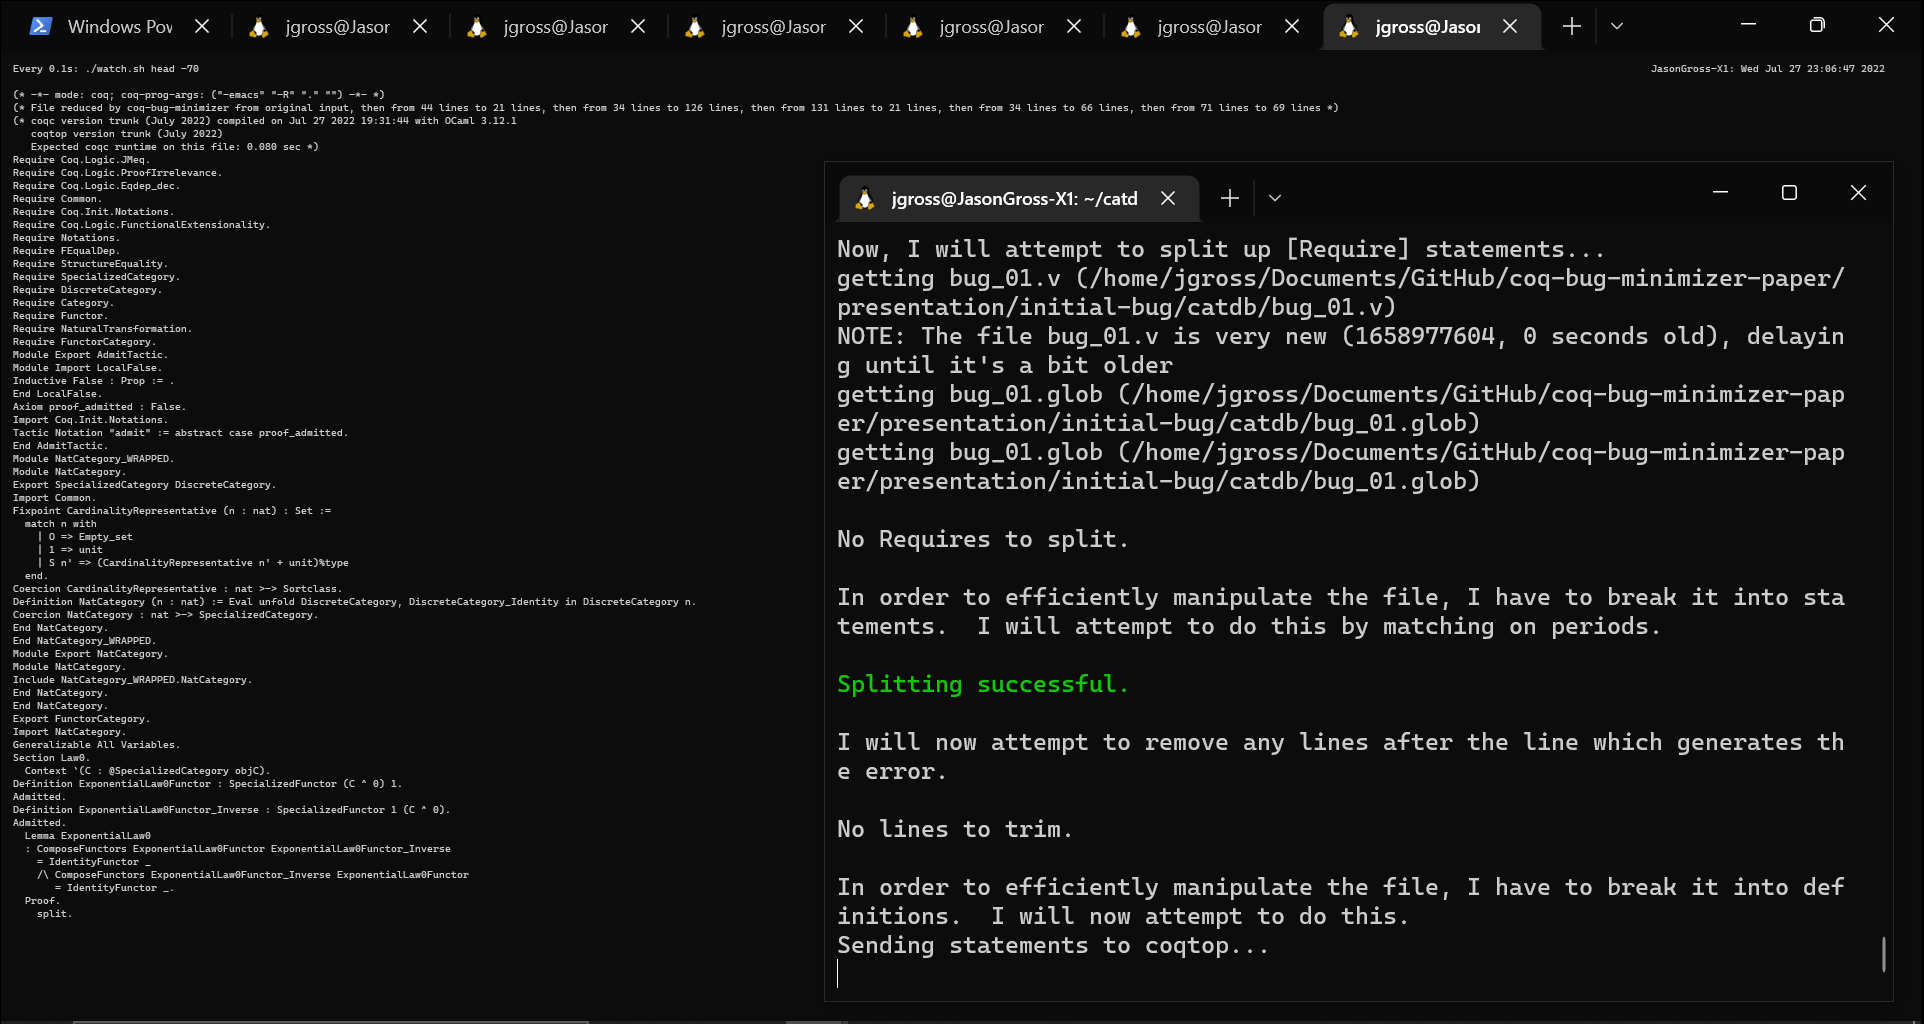 Windows Pow
jgross@Jason
jgross@Jason
jgross@Jason
jgross@Jason
jgross@Jason
jgross@Jason
Every 0.1s: ./watch.sh head -70
JasonGross-X1: Wed Jul 27 23:06:47 2022
(* -*- mode: coq; coq-prog-args: ("-emacs" "-R" "." "") -*- *)
(* File reduced by coq-bug-minimizer from original input, then from 44 lines to 21 lines, then from 34 lines to 126 lines, then from 131 lines to 21 lines, then from 34 lines to 66 lines, then from 71 lines to 69 lines *)
(* coqc version trunk (July 2022) compiled on Jul 27 2022 19:31:44 with OCaml 3.12.1
   coqtop version trunk (July 2022)
   Expected coqc runtime on this file: 0.080 sec *)
Require Coq.Logic.JMeq.
Require Coq.Logic.ProofIrrelevance.
Require Coq.Logic.Eqdep_dec.
Require Common.
Require Coq.Init.Notations.
Require Coq.Logic.FunctionalExtensionality.
Require Notations.
Require FEqualDep.
Require StructureEquality.
Require SpecializedCategory.
Require DiscreteCategory.
Require Category.
Require Functor.
Require NaturalTransformation.
Require FunctorCategory.
Module Export AdmitTactic.
Module Import LocalFalse.
Inductive False : Prop := .
End LocalFalse.
Axiom proof_admitted : False.
Import Coq.Init.Notations.
Tactic Notation "admit" := abstract case proof_admitted.
End AdmitTactic.
Module NatCategory_WRAPPED.
Module NatCategory.
Export SpecializedCategory DiscreteCategory.
Import Common.
Fixpoint CardinalityRepresentative (n : nat) : Set :=
  match n with
    | O => Empty_set
    | 1 => unit
    | S n' => (CardinalityRepresentative n' + unit)%type
  end.
Coercion CardinalityRepresentative : nat >-> Sortclass.
Definition NatCategory (n : nat) := Eval unfold DiscreteCategory, DiscreteCategory_Identity in DiscreteCategory n.
Coercion NatCategory : nat >-> SpecializedCategory.
End NatCategory.
End NatCategory_WRAPPED.
Module Export NatCategory.
Module NatCategory.
Include NatCategory_WRAPPED.NatCategory.
End NatCategory.
End NatCategory.
Export FunctorCategory.
Import NatCategory.
Generalizable All Variables.
Section Law0.
  Context `(C : @SpecializedCategory objC).
Definition ExponentialLaw0Functor : SpecializedFunctor (C ^ 0) 1.
Admitted.
Definition ExponentialLaw0Functor_Inverse : SpecializedFunctor 1 (C ^ 0).
Admitted.
  Lemma ExponentialLaw0
  : ComposeFunctors ExponentialLaw0Functor ExponentialLaw0Functor_Inverse
    = IdentityFunctor _
    /\ ComposeFunctors ExponentialLaw0Functor_Inverse ExponentialLaw0Functor
       = IdentityFunctor _.
  Proof.
    split.
jgross@JasonGross-X1: ~/catd
Now, I will attempt to split up [Require] statements...
getting bug_01.v (/home/jgross/Documents/GitHub/coq-bug-minimizer-paper/
presentation/initial-bug/catdb/bug_01.v)
NOTE: The file bug_01.v is very new (1658977604, 0 seconds old), delayin
g until it's a bit older
getting bug_01.glob (/home/jgross/Documents/GitHub/coq-bug-minimizer-pap
er/presentation/initial-bug/catdb/bug_01.glob)
getting bug_01.glob (/home/jgross/Documents/GitHub/coq-bug-minimizer-pap
er/presentation/initial-bug/catdb/bug_01.glob)
No Requires to split.
In order to efficiently manipulate the file, I have to break it into sta
tements.  I will attempt to do this by matching on periods.
Splitting successful.
I will now attempt to remove any lines after the line which generates th
e error.
No lines to trim.
In order to efficiently manipulate the file, I have to break it into def
initions.  I will now attempt to do this.
Sending statements to coqtop...